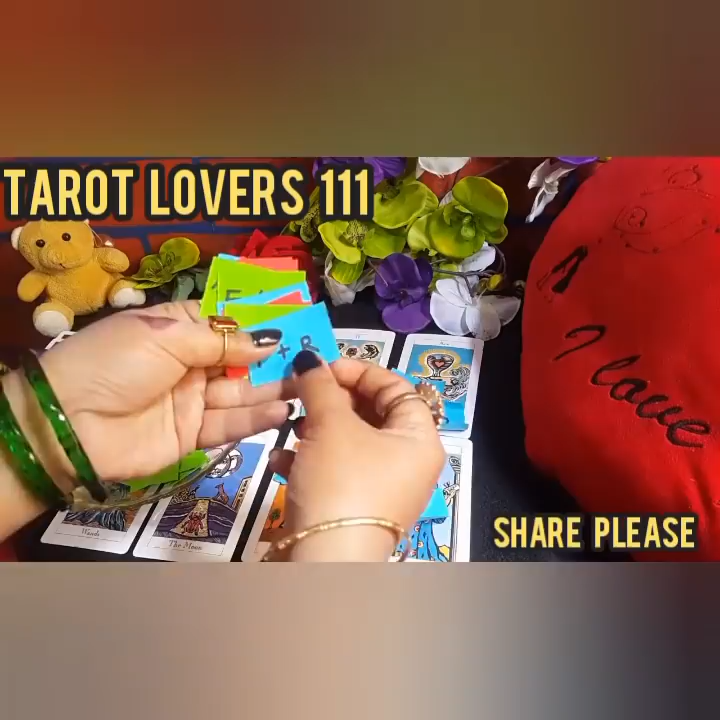 TAROT LOVERS 111
+ R
A
I love
The Moon
SHARE PLEASE